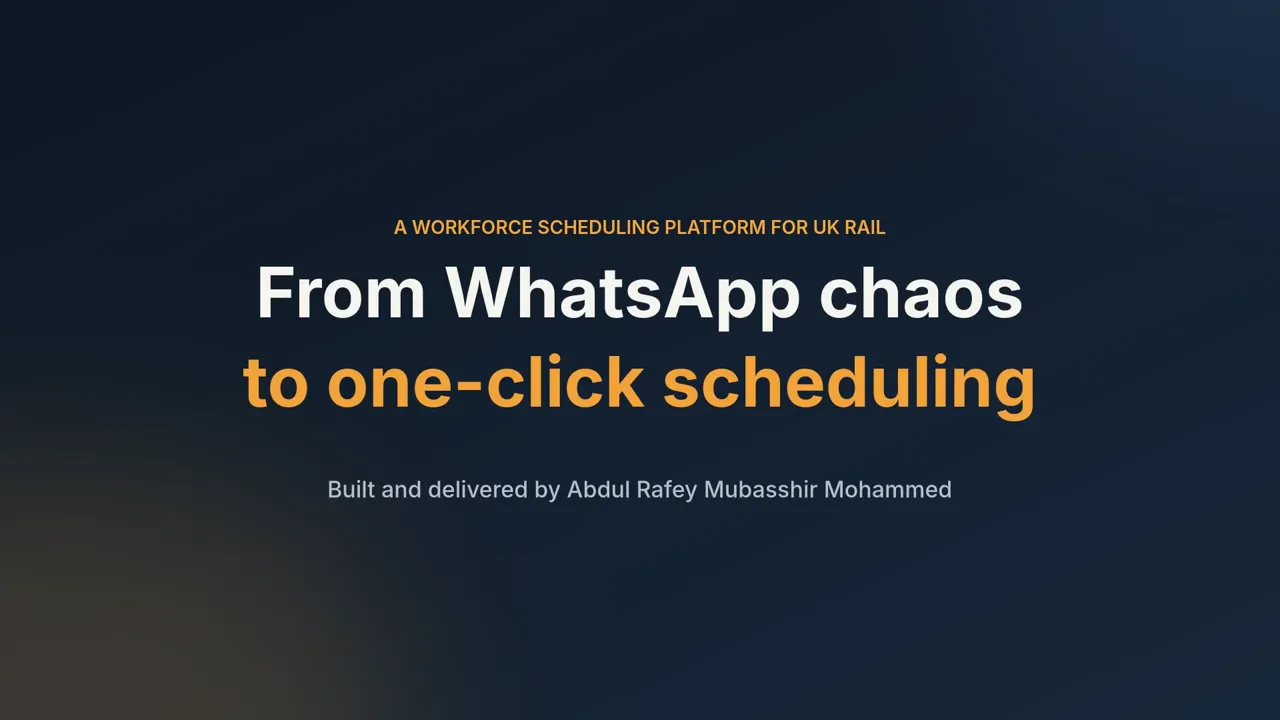 A WORKFORCE SCHEDULING PLATFORM FOR UK RAIL
From WhatsApp chaos
to one-click scheduling
Built and delivered by Abdul Rafey Mubasshir Mohammed